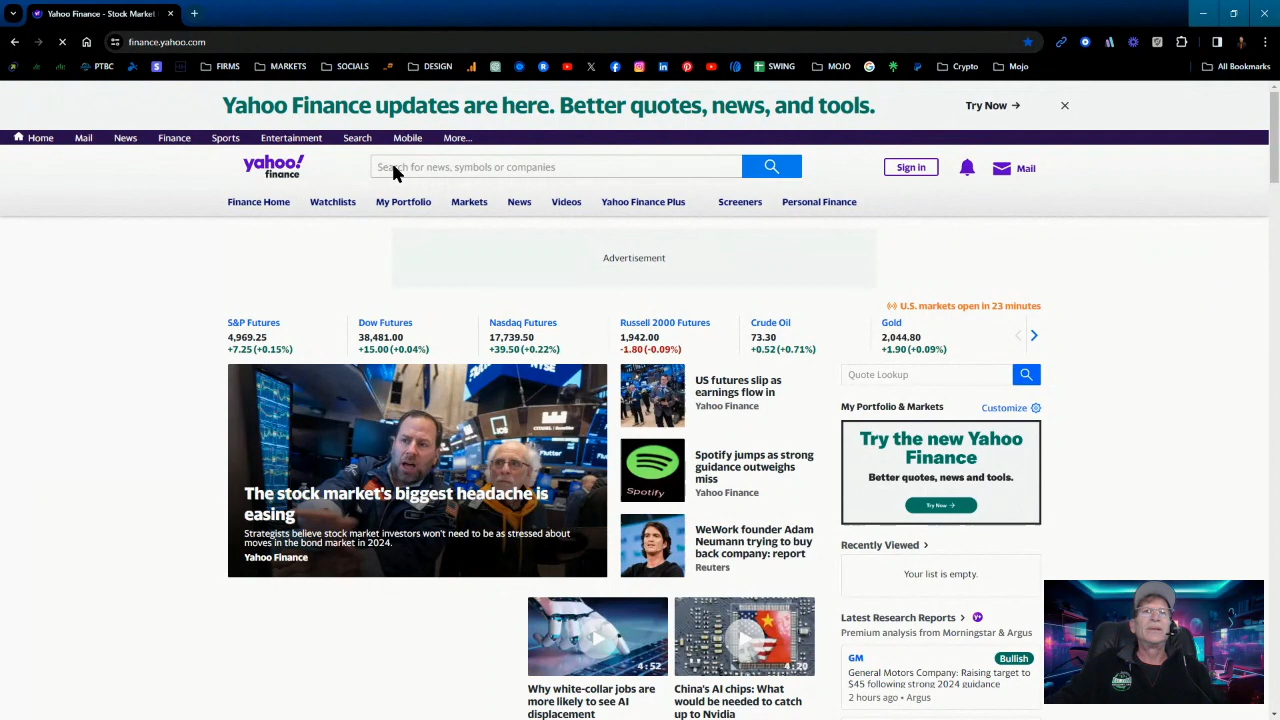 Yahoo Finance - Stock Market
finance.yahoo.com
PTBC
FIRMS
MARKETS
SOCIALS
DESIGN
SWING
MOJO
Crypto
Mojo
All Bookmarks
Yahoo Finance updates are here. Better quotes, news, and tools.
Try Now →
Home Mail News Finance Sports Entertainment Search Mobile More...
yahoo!
finance
Search for news, symbols or companies
Sign in
Mail
Finance Home Watchlists My Portfolio Markets News Videos Yahoo Finance Plus Screeners Personal Finance
Advertisement
U.S. markets open in 23 minutes
S&P Futures
4,969.25
+7.25 (+0.15%)
Dow Futures
38,481.00
+15.00 (+0.04%)
Nasdaq Futures
17,739.50
+39.50 (+0.22%)
Russell 2000 Futures
1,942.00
-1.80 (-0.09%)
Crude Oil
73.30
+0.52 (+0.71%)
Gold
2,044.80
+1.90 (+0.09%)
The stock market's biggest headache is
easing
Strategists believe stock market investors won't need to be as stressed about
moves in the bond market in 2024.
Yahoo Finance
US futures slip as
earnings flow in
Yahoo Finance
Spotify
Spotify jumps as strong
guidance outweighs
miss
Yahoo Finance
WeWork founder Adam
Neumann trying to buy
back company: report
Reuters
4:52
Why white-collar jobs are
more likely to see AI
displacement
4:20
China's AI chips: What
would be needed to catch
up to Nvidia
Quote Lookup
My Portfolio & Markets
Customize
Try the new Yahoo
Finance
Better quotes, news and tools.
Try Now →
Recently Viewed >
Your list is empty.
Latest Research Reports > Y+
Premium analysis from Morningstar & Argus
GM
Bullish
General Motors Company: Raising target to
$45 following strong 2024 guidance
2 hours ago • Argus